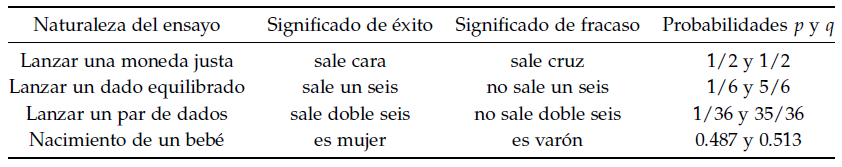 Naturaleza del ensayo Significado de éxito Significado de fracaso Probabilidades p y q
Lanzar una moneda justa sale cara sale cruz 1/2 y 1/2
Lanzar un dado equilibrado sale un seis no sale un seis 1/6 y 5/6
Lanzar un par de dados sale doble seis no sale doble seis 1/36 y 35/36
Nacimiento de un bebé es mujer es varón 0.487 y 0.513